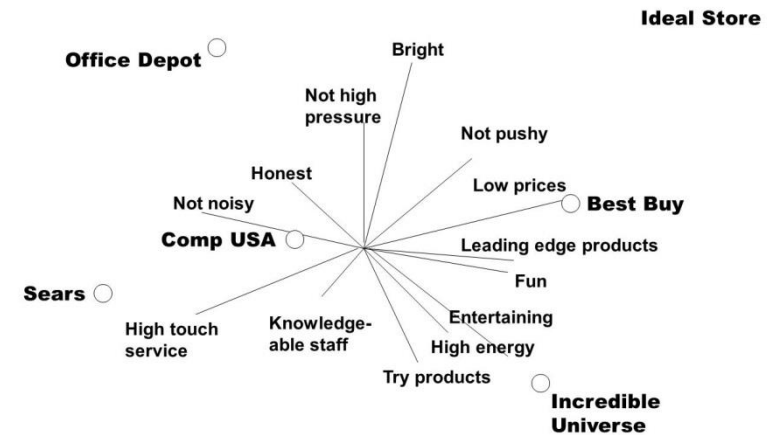 Ideal Store
Bright
Office Depot
Not high
pressure
Not pushy
Honest
Low prices
Not noisy
Best Buy
Comp USA
Leading edge products
Fun
Sears
Entertaining
High touch
service
Knowledge-
able staff
High energy
Try products
Incredible
Universe